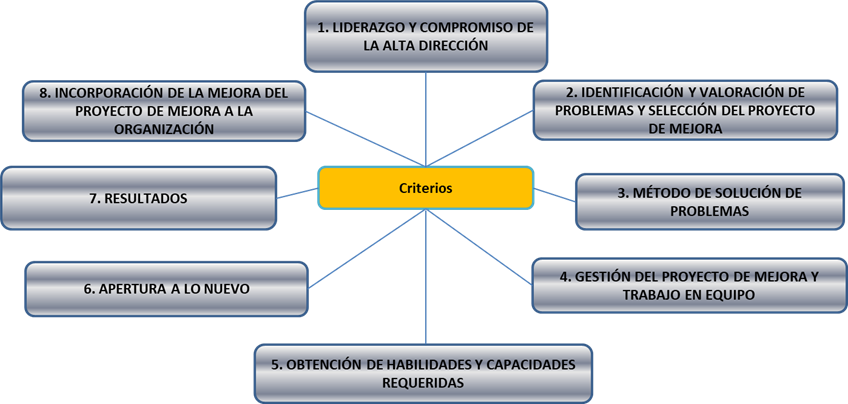 1. LIDERAZGO Y COMPROMISO DE
LA ALTA DIRECCIÓN
8. INCORPORACIÓN DE LA MEJORA DEL
PROYECTO DE MEJORA A LA
ORGANIZACIÓN
2. IDENTIFICACIÓN Y VALORACIÓN DE
PROBLEMAS Y SELECCIÓN DEL PROYECTO
DE MEJORA
Criterios
7. RESULTADOS
3. MÉTODO DE SOLUCIÓN DE
PROBLEMAS
6. APERTURA A LO NUEVO
4. GESTIÓN DEL PROYECTO DE MEJORA Y
TRABAJO EN EQUIPO
5. OBTENCIÓN DE HABILIDADES Y CAPACIDADES
REQUERIDAS